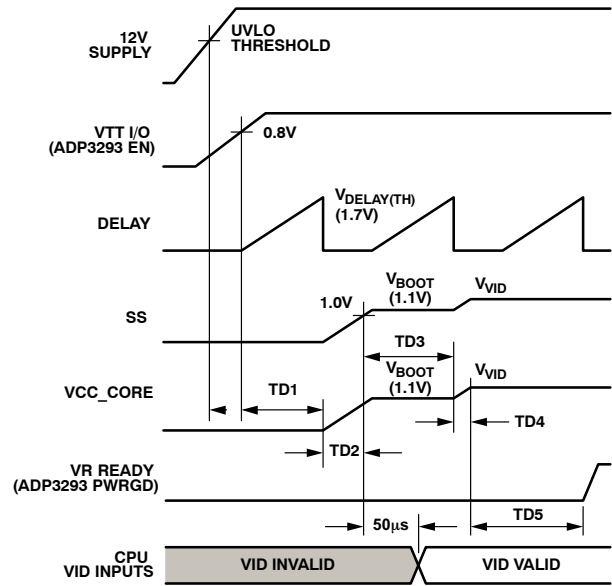 12V
SUPPLY
UVLO
THRESHOLD
VTT I/O
(ADP3293 EN)
0.8V
DELAY
VDELAY(TH)
(1.7V)
SS
1.0V
VBOOT
(1.1V)
VVID
TD3
VCC_CORE
TD1
VBOOT
(1.1V)
VVID
TD4
TD2
VR READY
(ADP3293 PWRGD)
50μs
TD5
CPU
VID INPUTS
VID INVALID
VID VALID